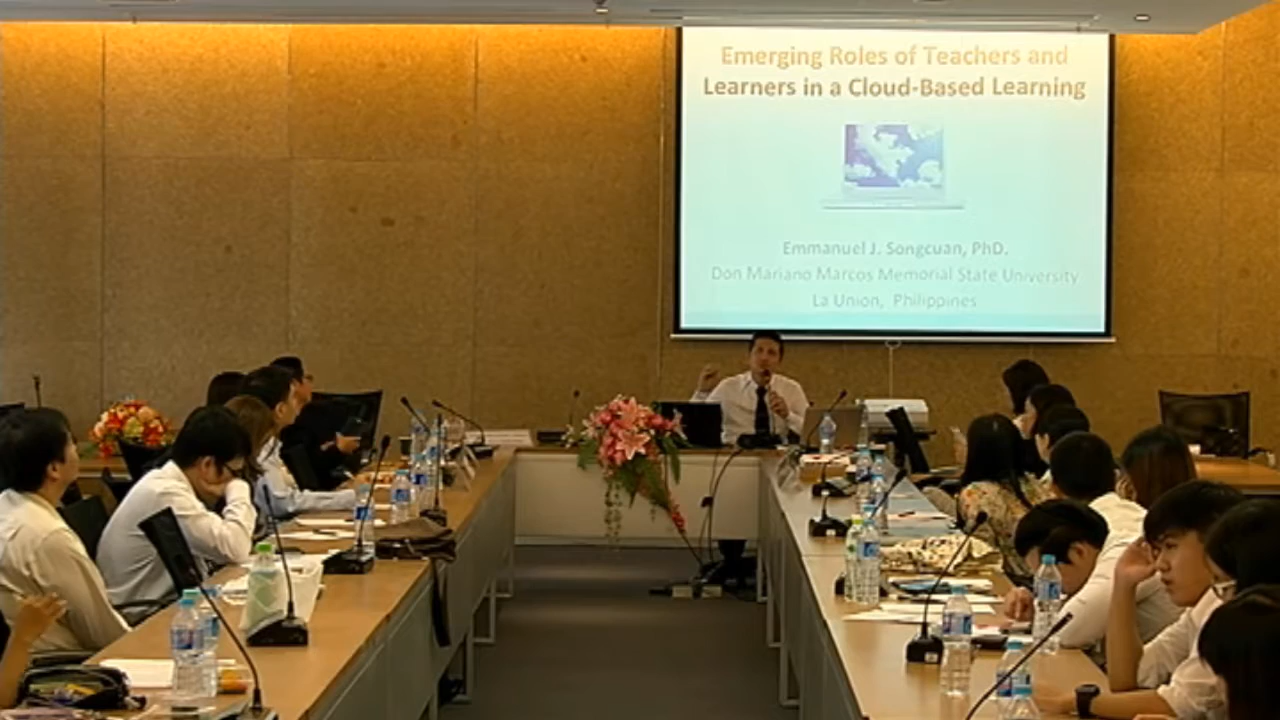 Emerging Roles of Teachers and
Learners in a Cloud-Based Learning
Emmanuel J. Songcuan, PhD.
Don Mariano Marcos Memorial State University
La Union, Philippines